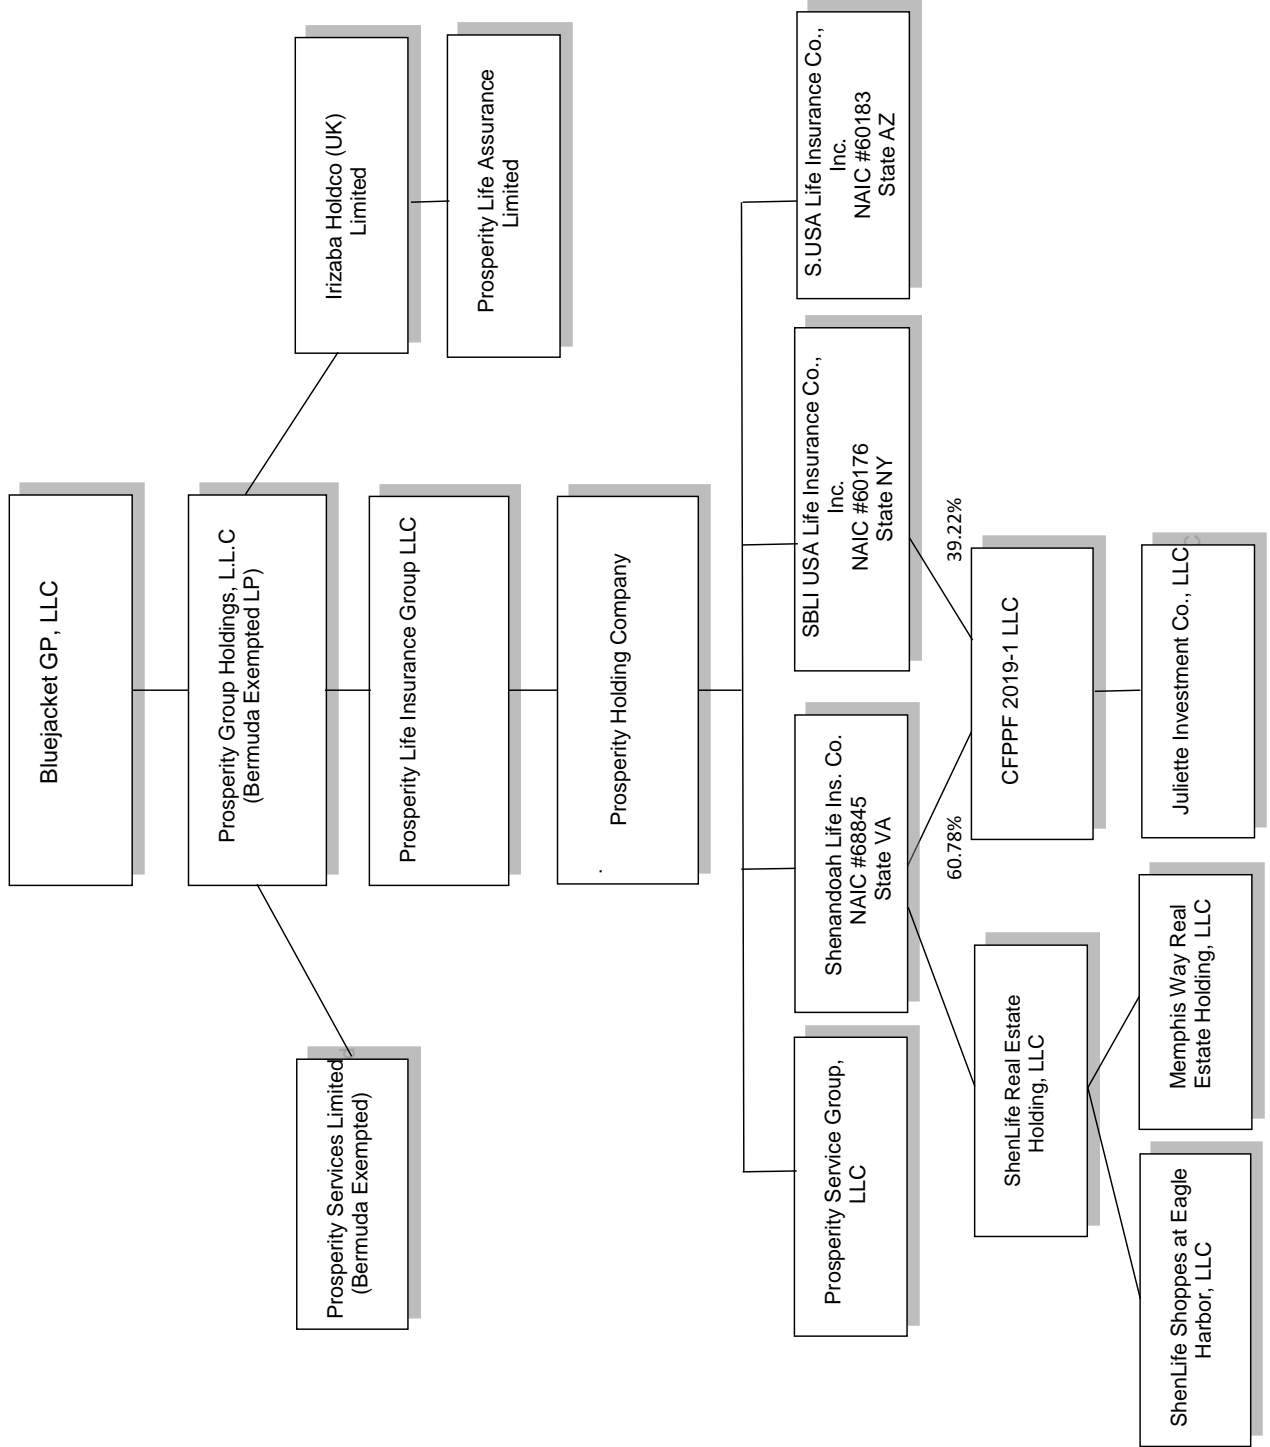 Bluejacket GP, LLC
Prosperity Group Holdings, L.L.C
(Bermuda Exempted LP)
Prosperity Services Limited
(Bermuda Exempted)
Irizaba Holdco (UK)
Limited
Prosperity Life Insurance Group LLC
Prosperity Life Assurance
Limited
Prosperity Holding Company
.
Prosperity Service Group,
LLC
Shenandoah Life Ins. Co.
NAIC #68845
State VA
SBLI USA Life Insurance Co.,
Inc.
NAIC #60176
State NY
S.USA Life Insurance Co.,
Inc.
NAIC #60183
State AZ
60.78%
39.22%
ShenLife Real Estate
Holding, LLC
CFPPF 2019-1 LLC
ShenLife Shoppes at Eagle
Harbor, LLC
Memphis Way Real
Estate Holding, LLC
Juliette Investment Co., LLC